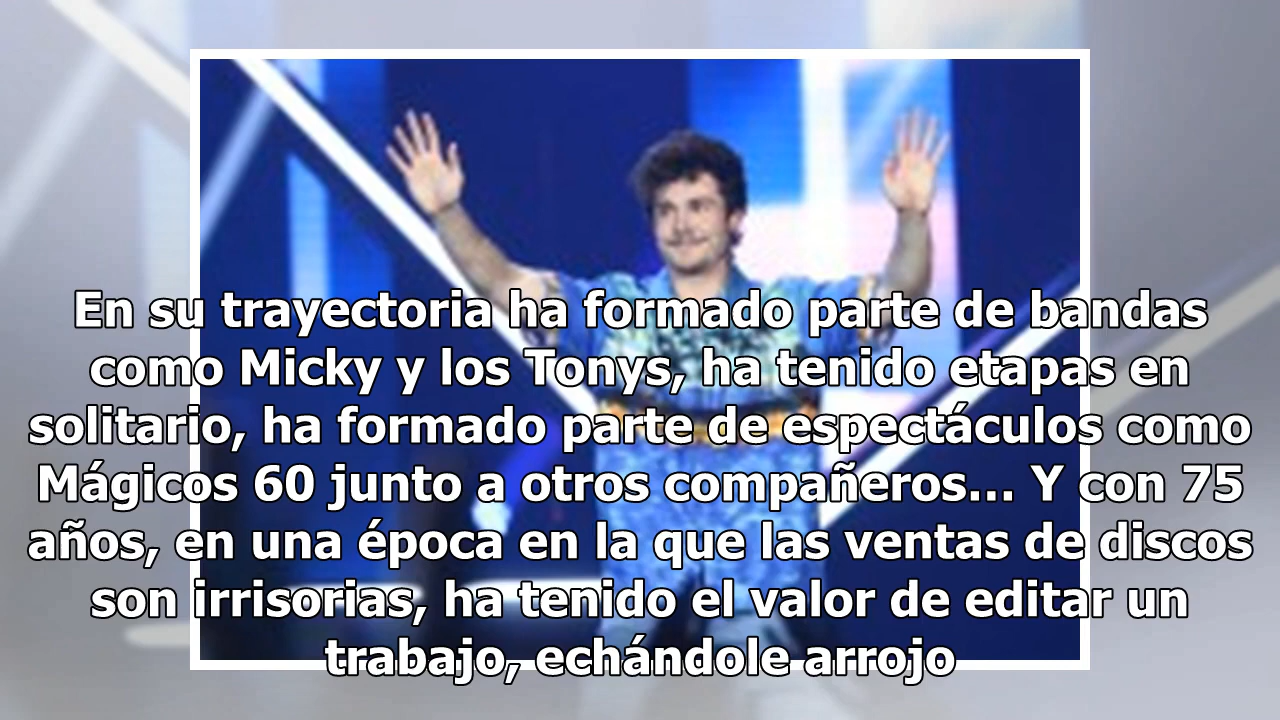 En su trayectoria ha formado parte de bandas
como Micky y los Tonys, ha tenido etapas en
solitario, ha formado parte de espectáculos como
Mágicos 60 junto a otros compañeros... Y con 75
años, en una época en la que las ventas de discos
son irrisorias, ha tenido el valor de editar un
trabajo, echándole arrojo